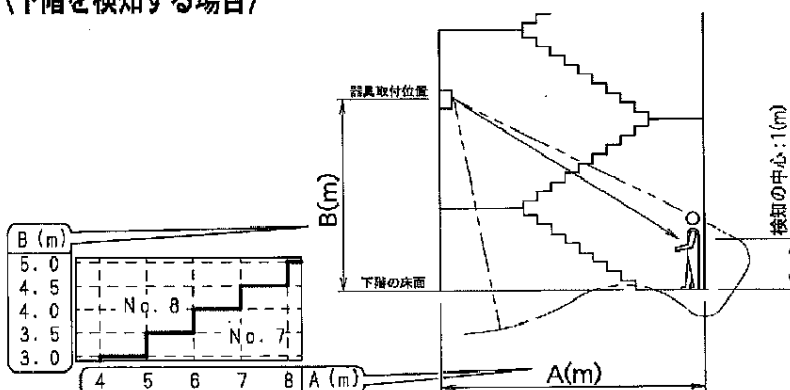 (下階を検知する場合)
器具取付位置
B(m)
検知の中心:1(m)
下階の床面
A(m)
B (m)
5.0
4.5
4.0
3.5
3.0
No. 8
No. 7
4 5 6 7 8 A (m)